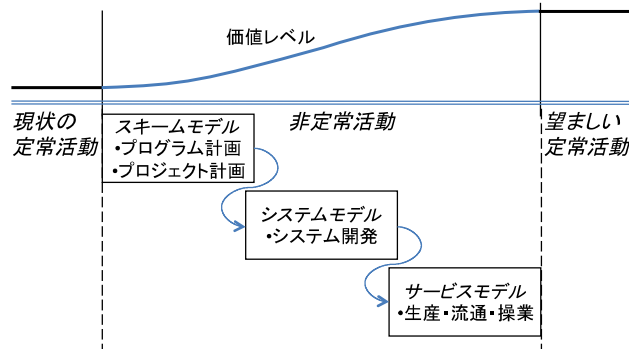 価値レベル
現状の
定常活動
非定常活動
望ましい
定常活動
スキームモデル
•プログラム計画
•プロジェクト計画
システムモデル
•システム開発
サービスモデル
•生産・流通・操業